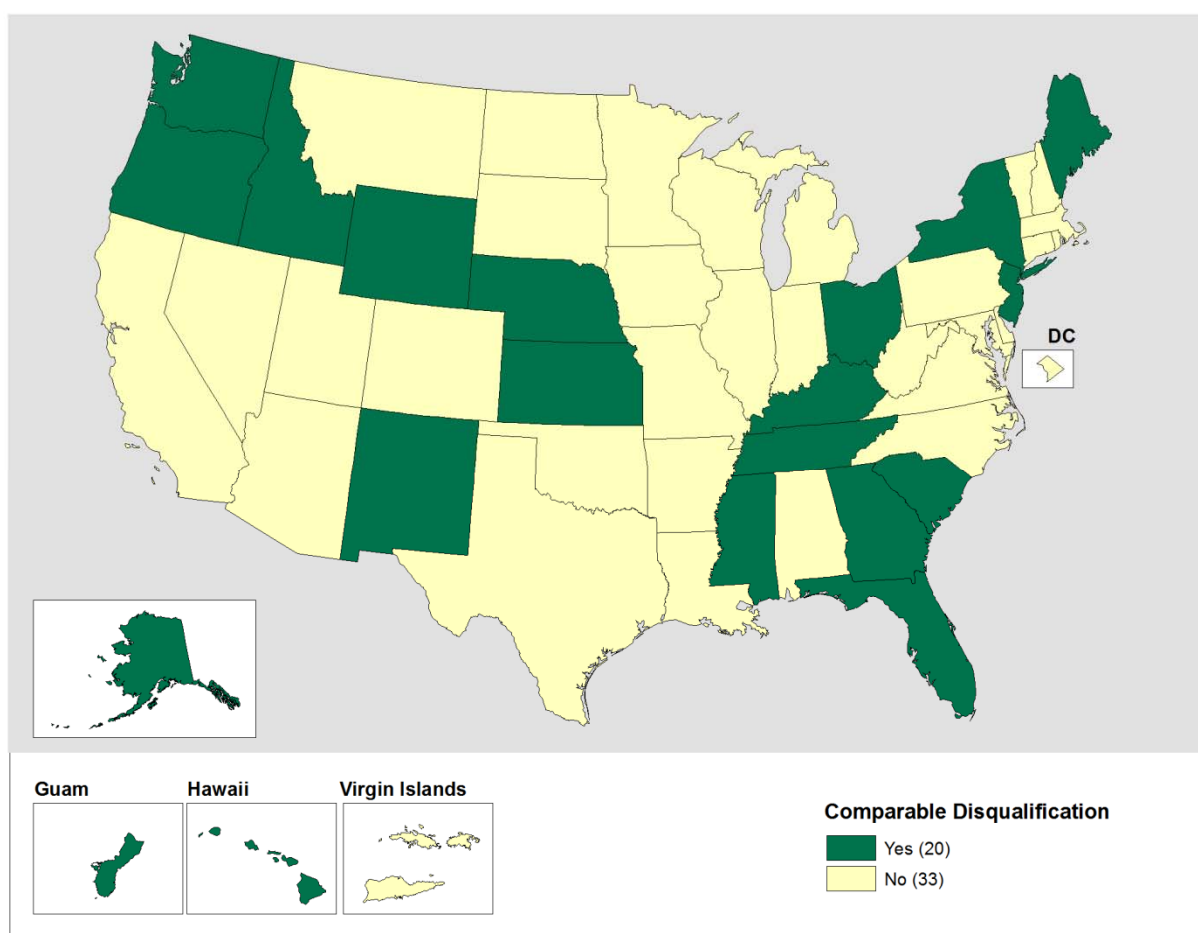 DC
Guam
Hawaii
Virgin Islands
Comparable Disqualification
Yes (20)
No (33)